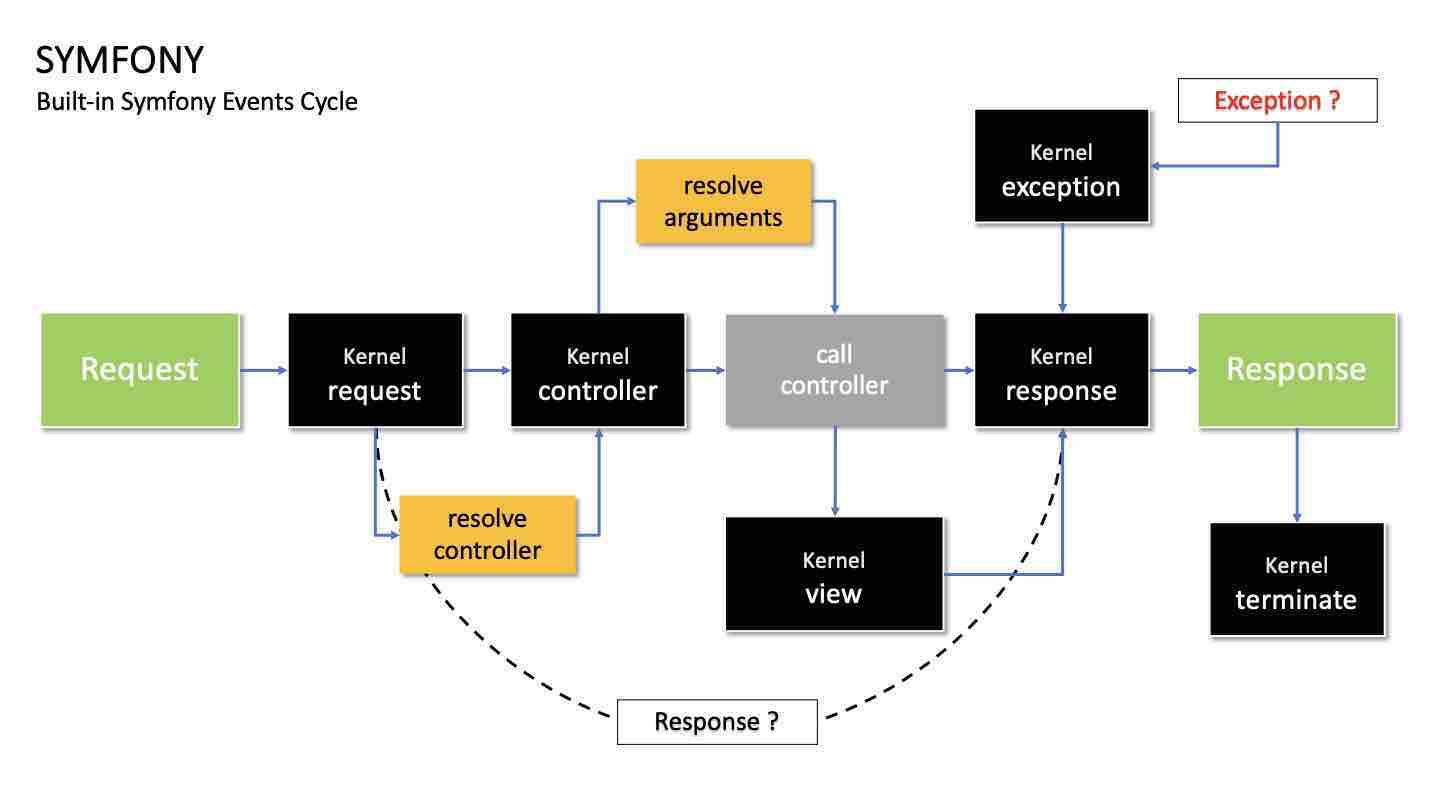 SYMFONY
Built-in Symfony Events Cycle
Exception ?
Kernel
exception
resolve
arguments
Request
Kernel
request
Kernel
controller
call
controller
Kernel
response
Response
resolve
controller
Kernel
view
Kernel
terminate
Response ?